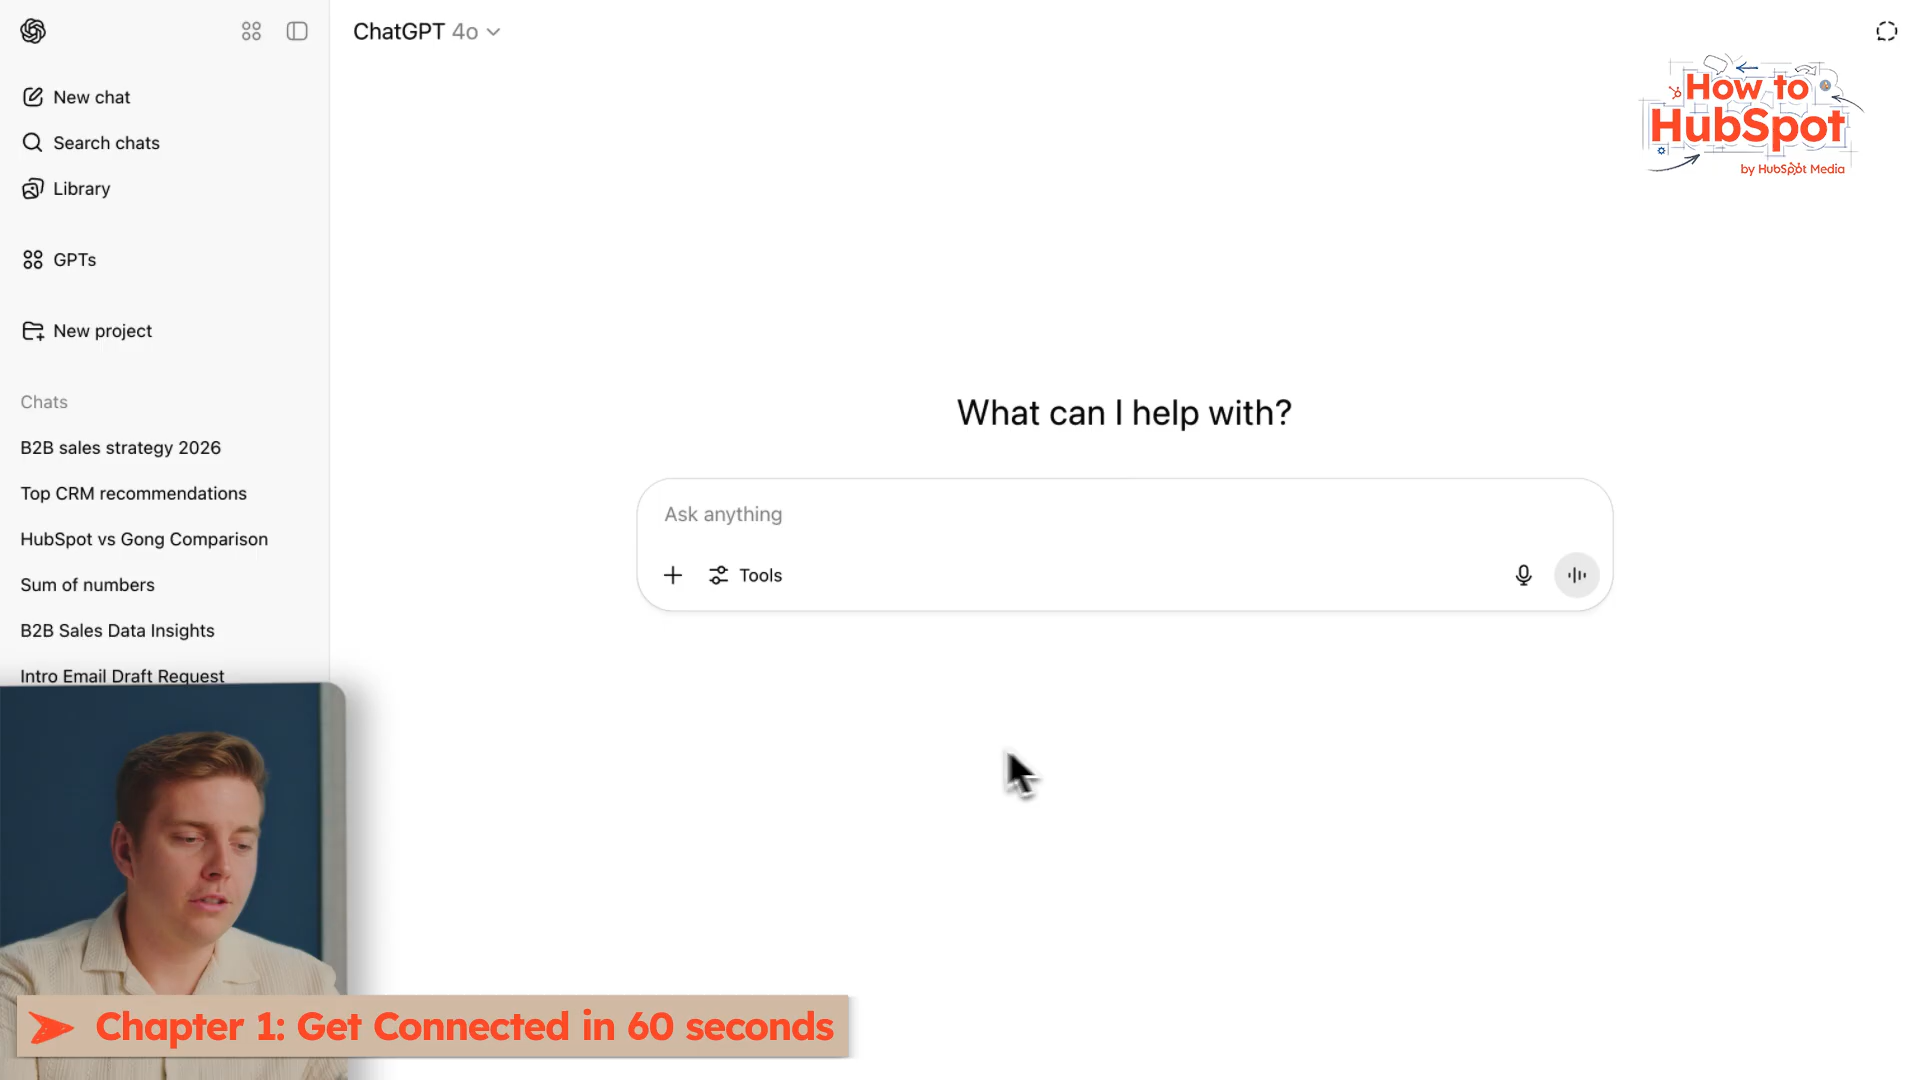 ChatGPT 4o
New chat
Search chats
Library
GPTs
New project
Chats
B2B sales strategy 2026
Top CRM recommendations
HubSpot vs Gong Comparison
Sum of numbers
B2B Sales Data Insights
Intro Email Draft Request
How to
HubSpot
by HubSpot Media
What can I help with?
Ask anything
Tools
Chapter 1: Get Connected in 60 seconds